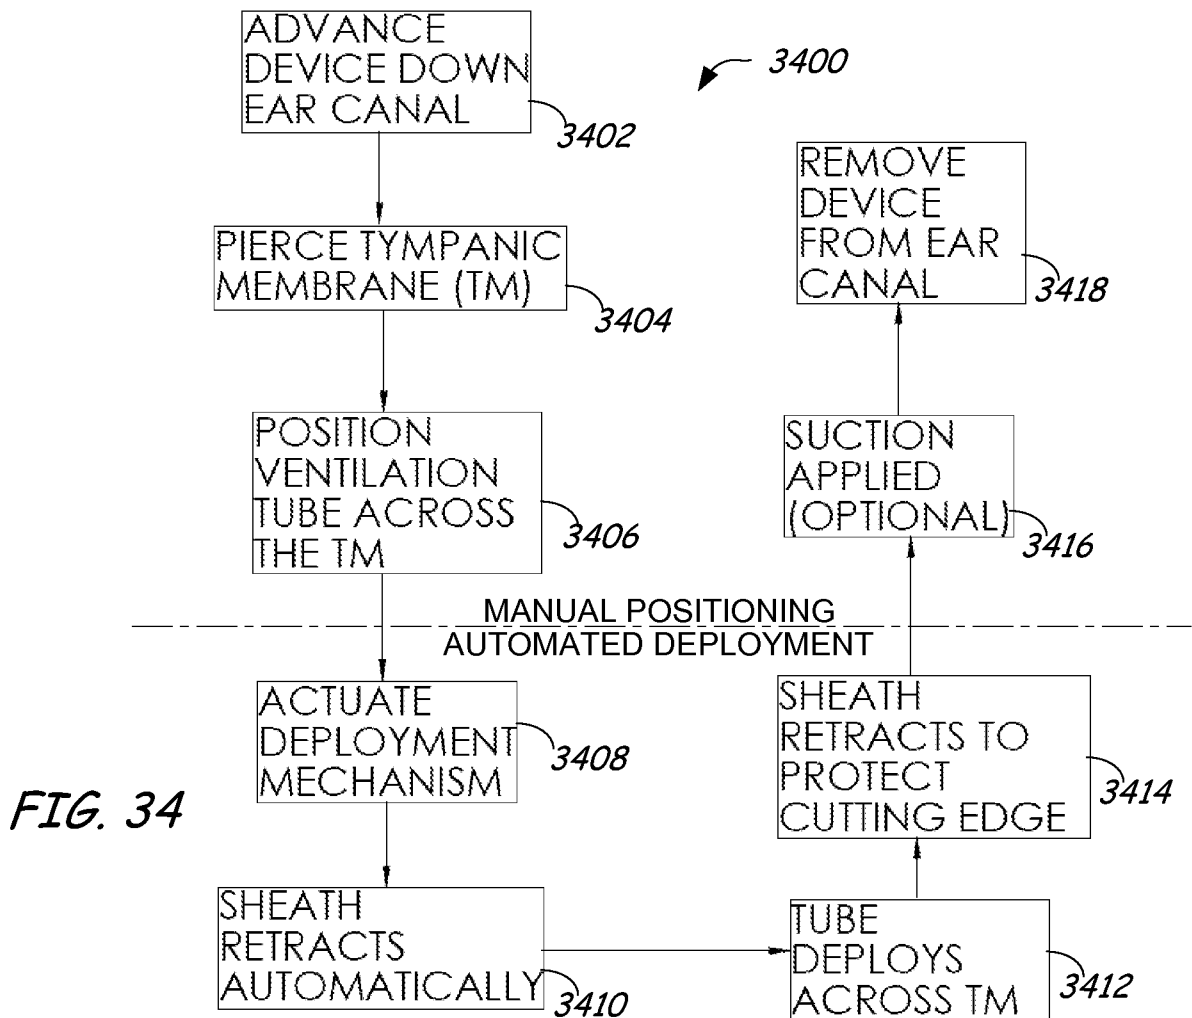 3400
ADVANCE
DEVICE DOWN
EAR CANAL
3402
PIERCE TYMPANIC
MEMBRANE (TM)
3404
POSITION
VENTILATION
TUBE ACROSS
THE TM
3406
MANUAL POSITIONING
AUTOMATED DEPLOYMENT
ACTUATE
DEPLOYMENT
MECHANISM
3408
SHEATH
RETRACTS
AUTOMATICALLY
3410
TUBE
DEPLOYS
ACROSS TM
3412
SHEATH
RETRACTS TO
PROTECT
CUTTING EDGE
3414
SUCTION
APPLIED
(OPTIONAL)
3416
REMOVE
DEVICE
FROM EAR
CANAL
3418
FIG. 34